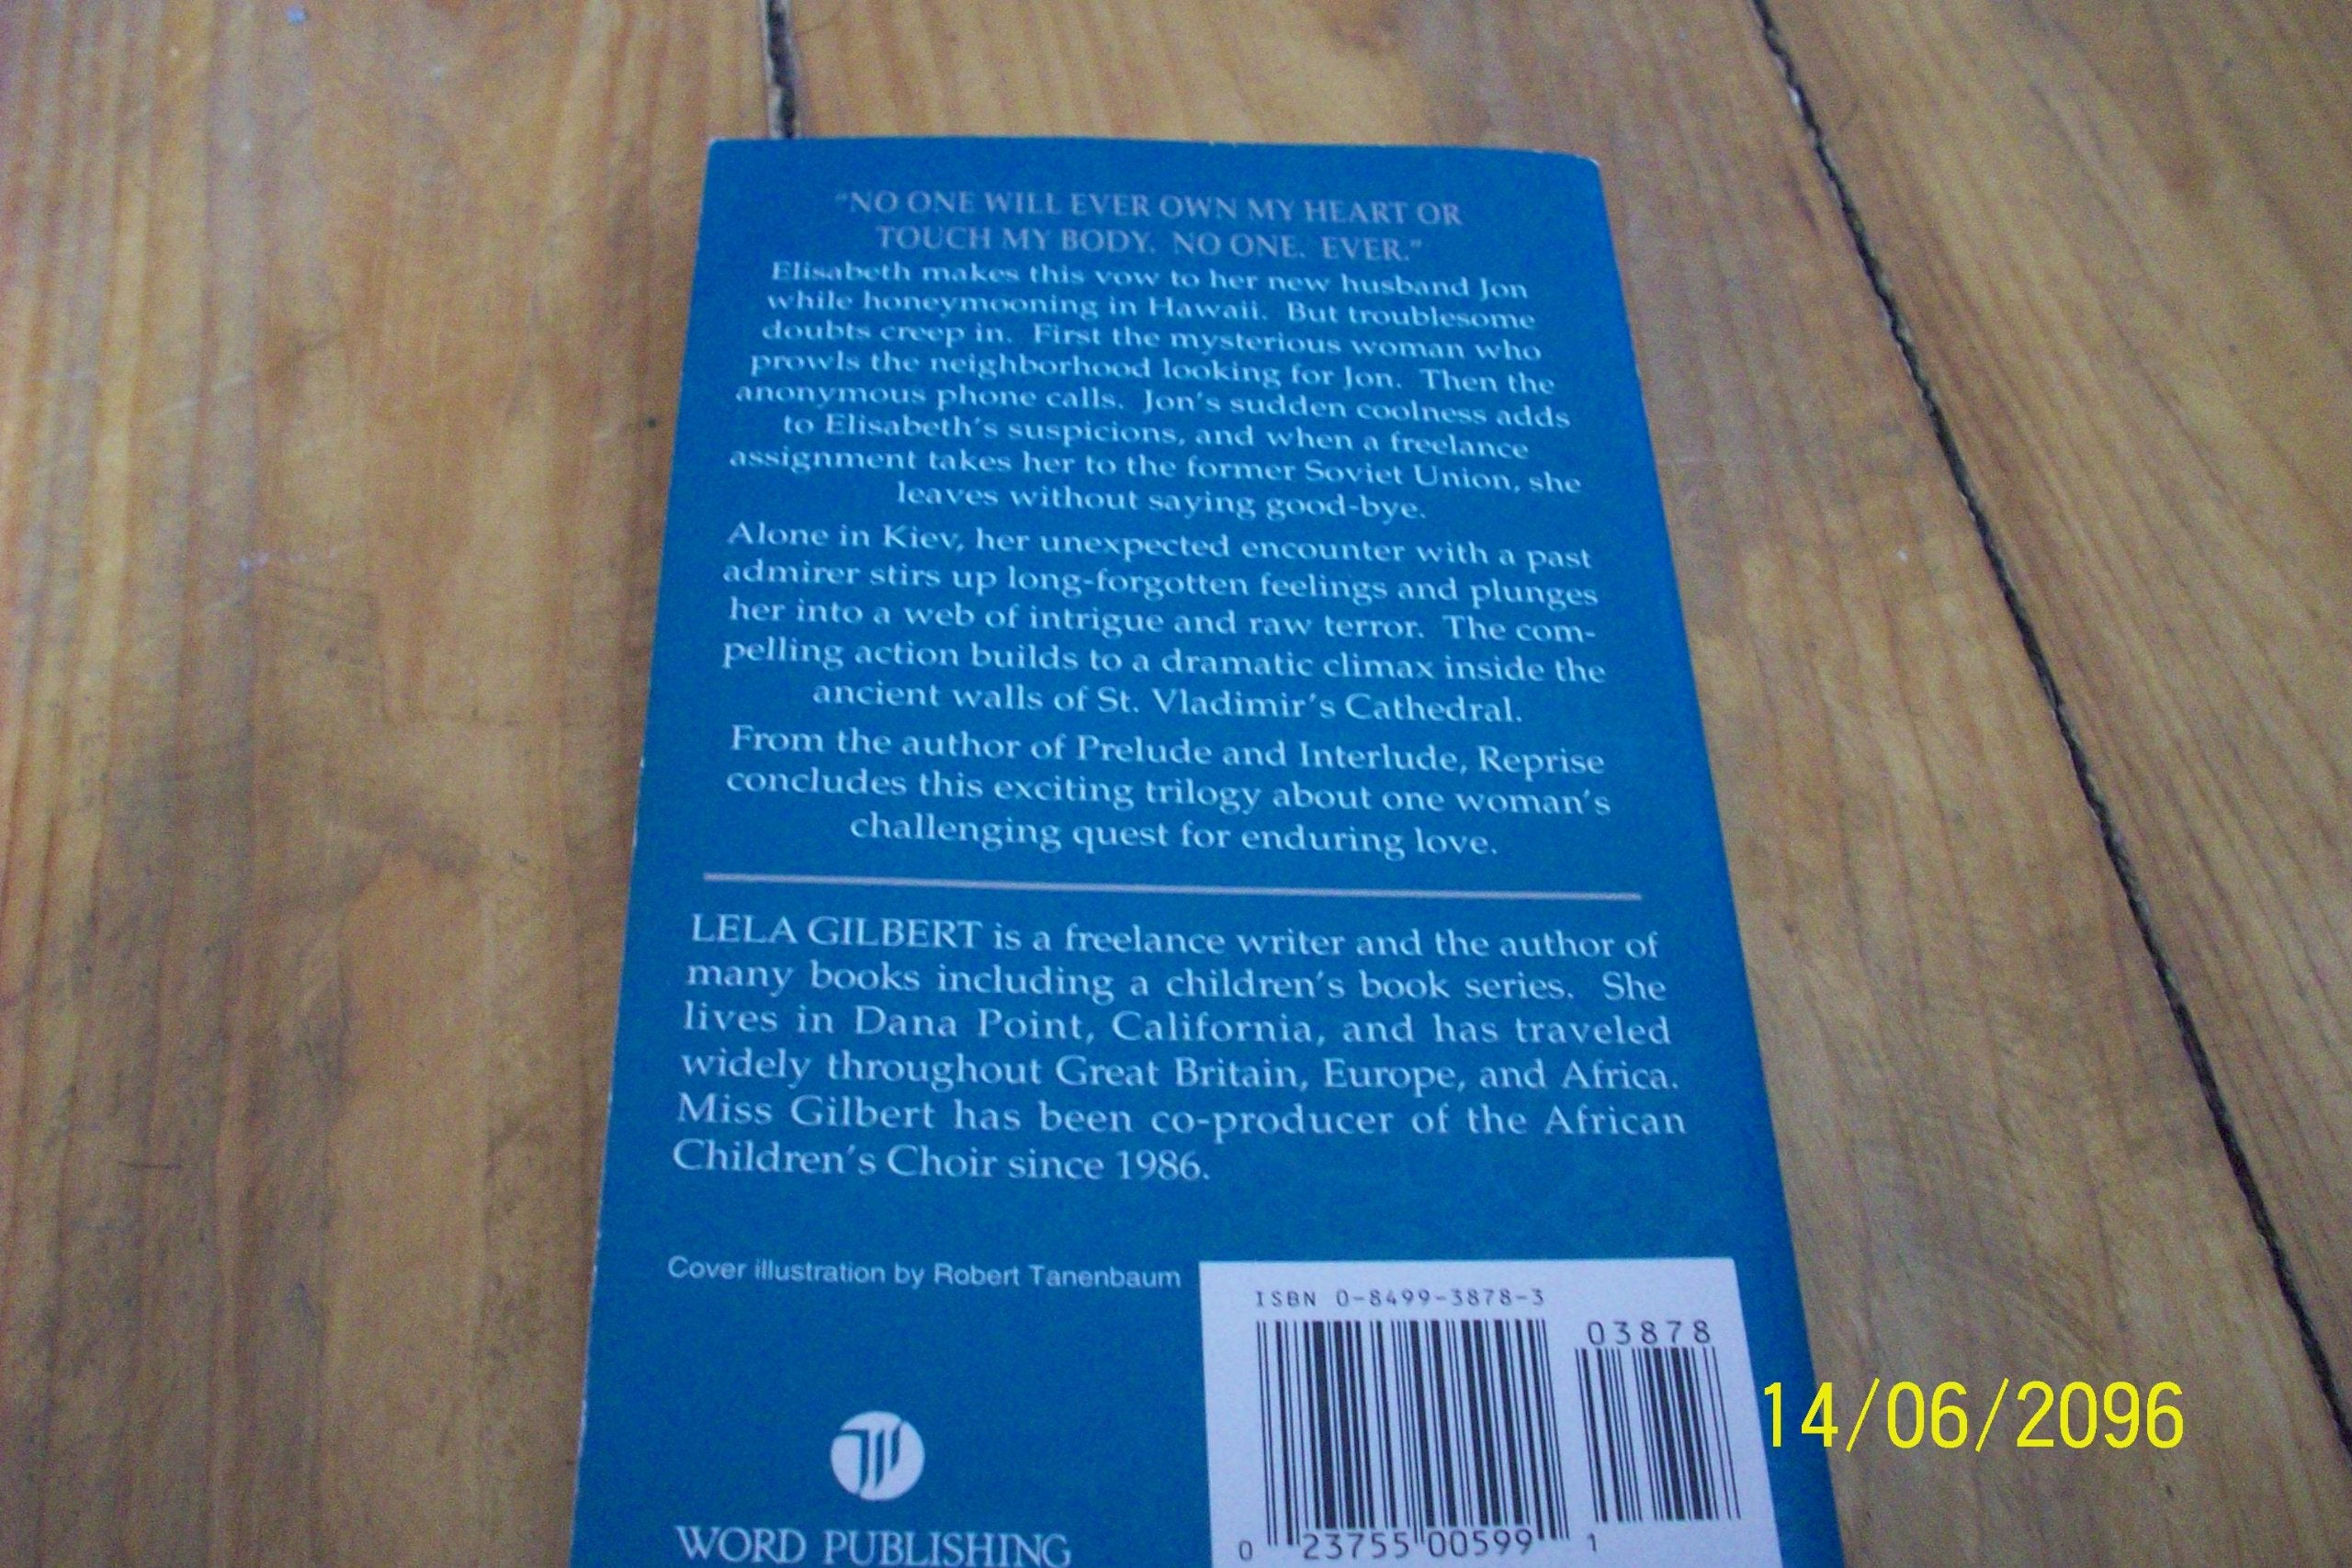 "NO ONE WILL EVER OWN MY HEART OR
TOUCH MY BODY. NO ONE. EVER."
Elisabeth makes this vow to her new husband Jon
while honeymooning in Hawaii. But troublesome
doubts creep in. First the mysterious woman who
prowls the neighborhood looking for Jon. Then the
anonymous phone calls. Jon's sudden coolness adds
to Elisabeth's suspicions, and when a freelance
assignment takes her to the former Soviet Union, she
leaves without saying good-bye.
Alone in Kiev, her unexpected encounter with a past
admirer stirs up long-forgotten feelings and plunges
her into a web of intrigue and raw terror. The com-
pelling action builds to a dramatic climax inside the
ancient walls of St. Vladimir's Cathedral.
From the author of Prelude and Interlude, Reprise
concludes this exciting trilogy about one woman's
challenging quest for enduring love.
LELA GILBERT is a freelance writer and the author of
many books including a children's book series. She
lives in Dana Point, California, and has traveled
widely throughout Great Britain, Europe, and Africa.
Miss Gilbert has been co-producer of the African
Children's Choir since 1986.
Cover illustration by Robert Tanenbaum
ISBN 0-8499-3878-3
03878
0 23755 00599 1
WORD PUBLISHING
14/06/2096